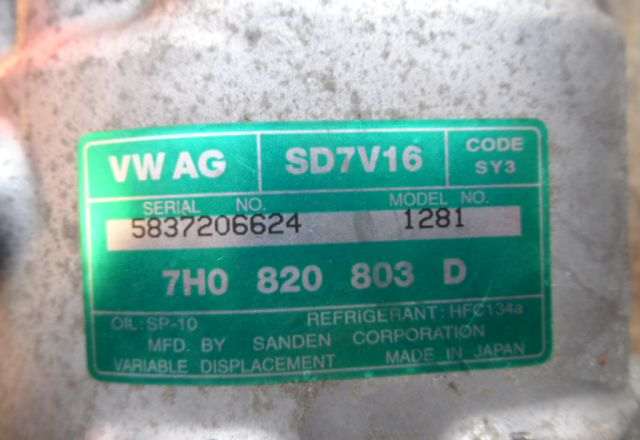 VW AG SD7V16 CODE SY3
SERIAL NO. MODEL NO.
5837206624 1281
7H0 820 803 D
OIL:SP-10 REFRIGERANT:HFC134a
MFD. BY SANDEN CORPORATION
VARIABLE DISPLACEMENT MADE IN JAPAN